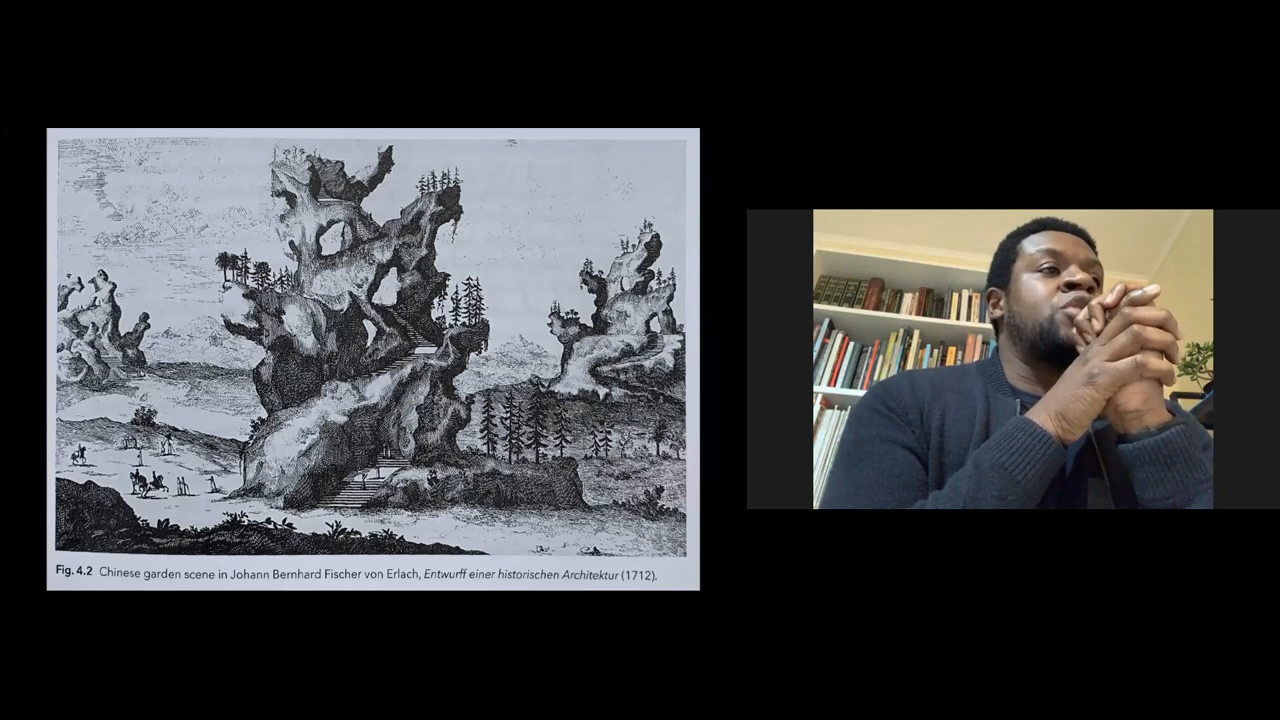 Fig. 4.2 Chinese garden scene in Johann Bernhard Fischer von Erlach, Entwurff einer historischen Architektur (1712).